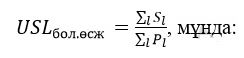 USL_{бол.өсж} = \frac{\sum_l S_l}{\sum_l P_l}, мұнда: